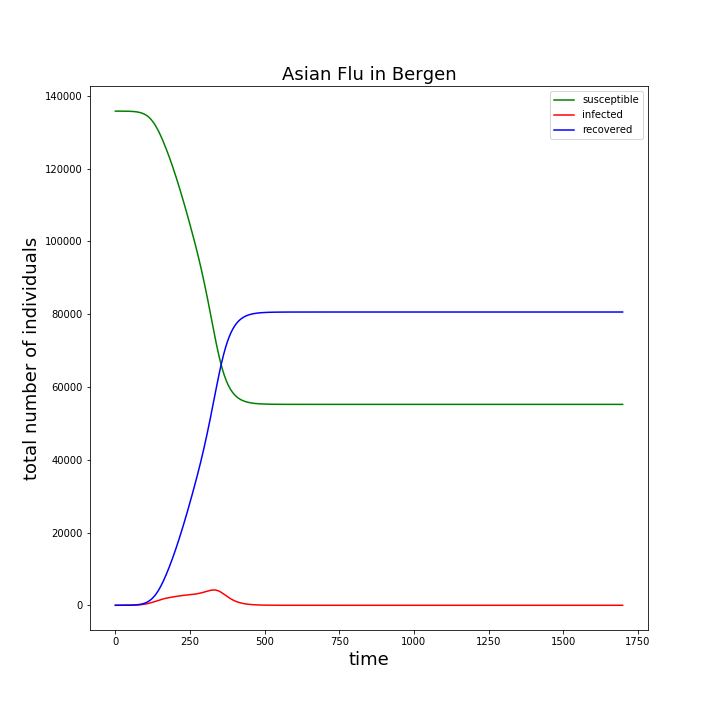 Asian Flu in Bergen
susceptible
infected
recovered
140000
120000
100000
80000
60000
40000
20000
0
total number of individuals
0 250 500 750 1000 1250 1500 1750
time